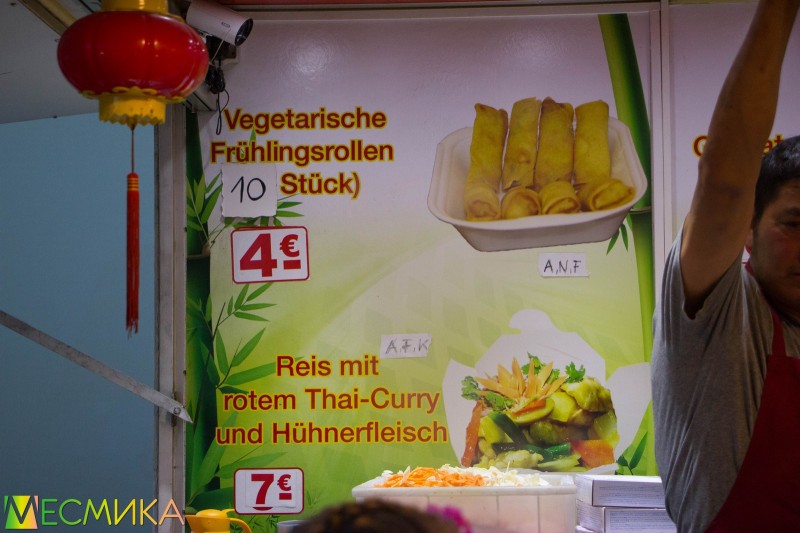 Vegetarische
Frühlingsrollen
10 Stück)
4€
A,N,F
A,F,K
Reis mit
rotem Thai-Curry
und Hühnerfleisch
7€
МЕСМИКА